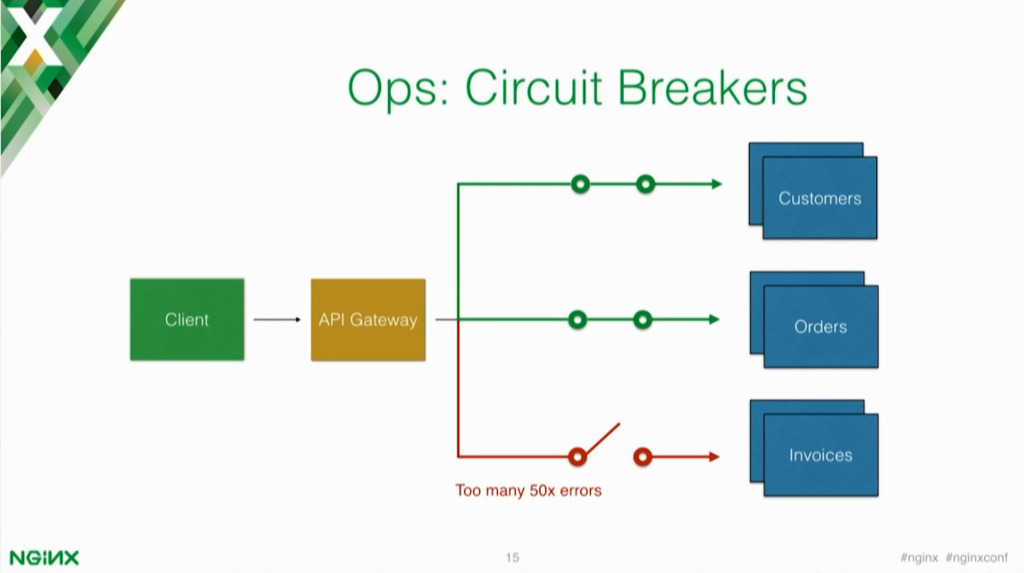 Ops: Circuit Breakers
Customers
Client
API Gateway
Orders
Invoices
Too many 50x errors
NGINX
15
#nginx #nginxconf